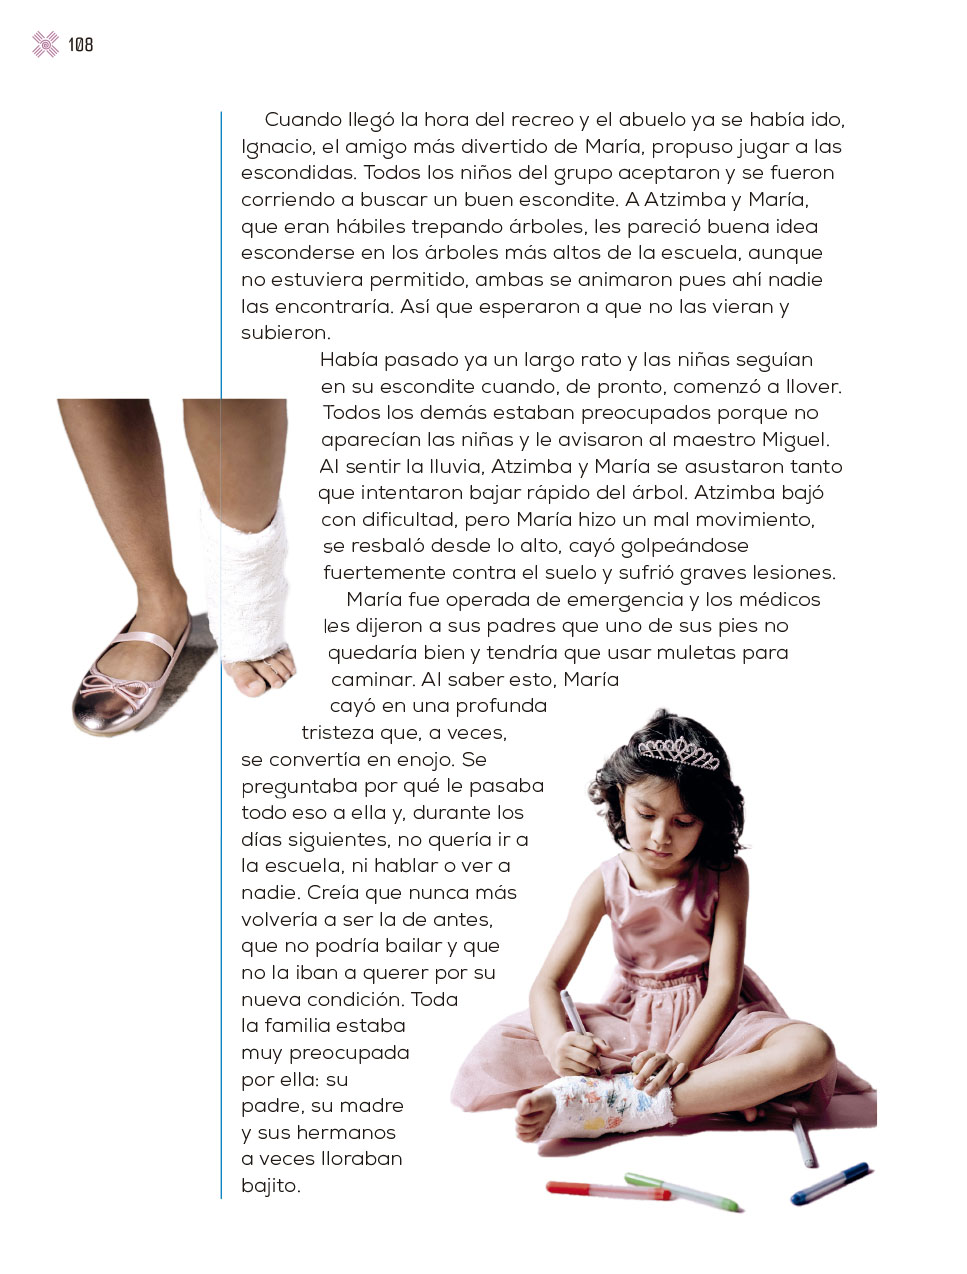 108
Cuando llegó la hora del recreo y el abuelo ya se había ido,
Ignacio, el amigo más divertido de María, propuso jugar a las
escondidas. Todos los niños del grupo aceptaron y se fueron
corriendo a buscar un buen escondite. A Atzimba y María,
que eran hábiles trepando árboles, les pareció buena idea
esconderse en los árboles más altos de la escuela, aunque
no estuviera permitido, ambas se animaron pues ahí nadie
las encontraría. Así que esperaron a que no las vieran y
subieron.
Había pasado ya un largo rato y las niñas seguían
en su escondite cuando, de pronto, comenzó a llover.
Todos los demás estaban preocupados porque no
aparecían las niñas y le avisaron al maestro Miguel.
Al sentir la lluvia, Atzimba y María se asustaron tanto
que intentaron bajar rápido del árbol. Atzimba bajó
con dificultad, pero María hizo un mal movimiento,
se resbaló desde lo alto, cayó golpeándose
fuertemente contra el suelo y sufrió graves lesiones.
María fue operada de emergencia y los médicos
les dijeron a sus padres que uno de sus pies no
quedaría bien y tendría que usar muletas para
caminar. Al saber esto, María
cayó en una profunda
tristeza que, a veces,
se convertía en enojo. Se
preguntaba por qué le pasaba
todo eso a ella y, durante los
días siguientes, no quería ir a
la escuela, ni hablar o ver a
nadie. Creía que nunca más
volvería a ser la de antes,
que no podría bailar y que
no la iban a querer por su
nueva condición. Toda
la familia estaba
muy preocupada
por ella: su
padre, su madre
y sus hermanos
a veces lloraban
bajito.